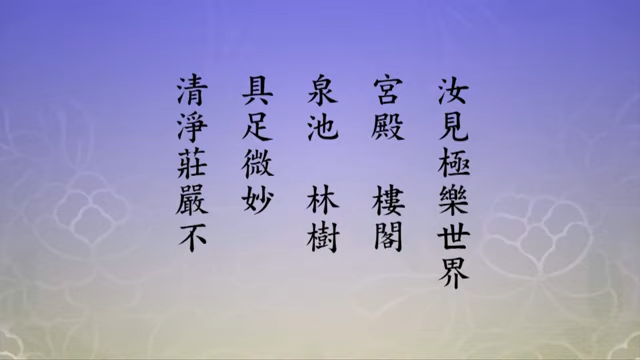 汝見極樂世界
宮殿　樓閣
泉池　林樹
具足微妙
清淨莊嚴不